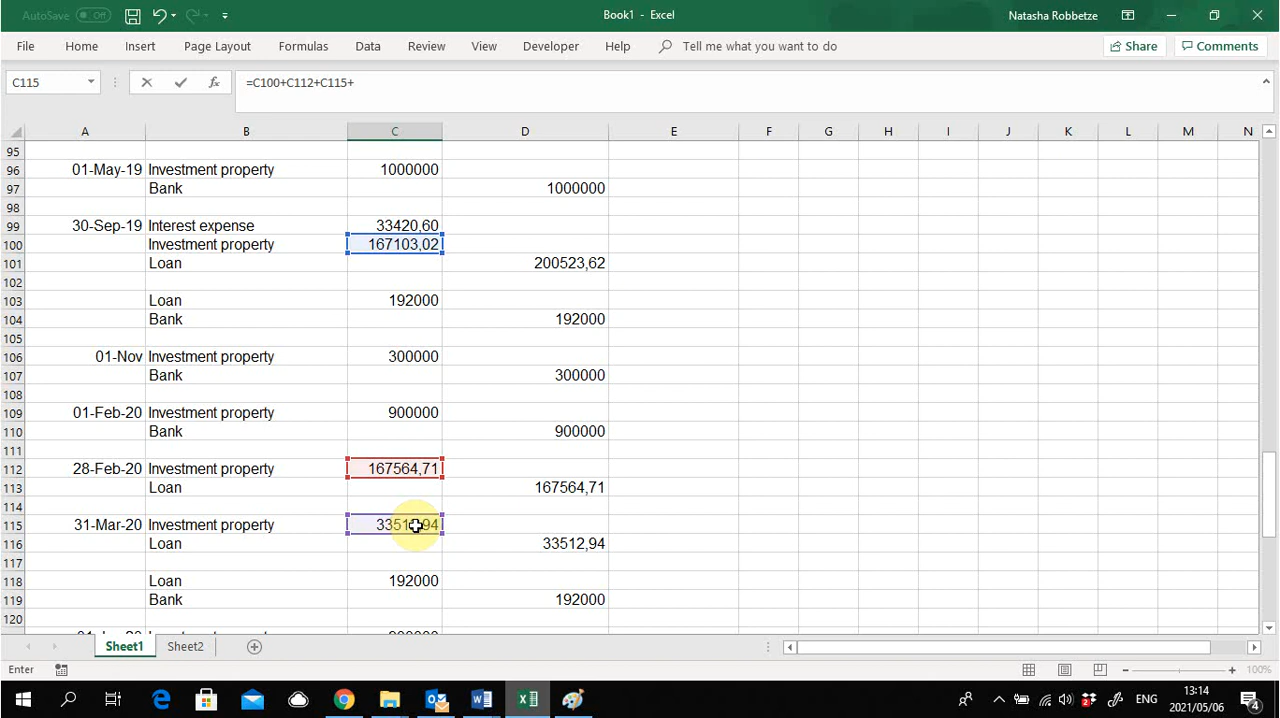 AutoSave Off Book1 - Excel Natasha Robbetze
File Home Insert Page Layout Formulas Data Review View Developer Help Tell me what you want to do Share Comments
C115 fx =C100+C112+C115+
A B C D E F G H I J K L M N
95
96 01-May-19 Investment property 1000000
97 Bank 1000000
98
99 30-Sep-19 Interest expense 33420,60
100 Investment property 167103,02
101 Loan 200523,62
102
103 Loan 192000
104 Bank 192000
105
106 01-Nov Investment property 300000
107 Bank 300000
108
109 01-Feb-20 Investment property 900000
110 Bank 900000
111
112 28-Feb-20 Investment property 167564,71
113 Loan 167564,71
114
115 31-Mar-20 Investment property 33512,94
116 Loan 33512,94
117
118 Loan 192000
119 Bank 192000
120
Sheet1 Sheet2
Enter 100%
ENG 13:14
2021/05/06 4